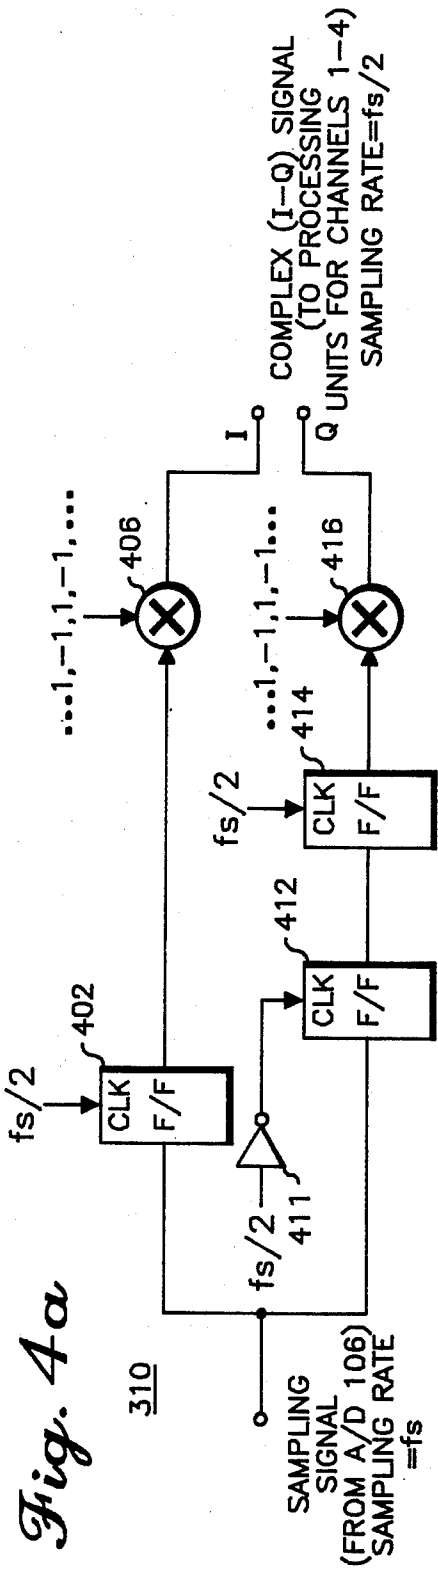 Fig. 4a
310
SAMPLING
SIGNAL
(FROM A/D 106)
SAMPLING RATE
=fs
fs/2
402
CLK
F/F
...1,-1,1,-1,...
406
fs/2
411
412
CLK
F/F
fs/2
414
CLK
F/F
...1,-1,1,-1...
416
I
Q
COMPLEX (I-Q) SIGNAL
(TO PROCESSING
UNITS FOR CHANNELS 1-4)
SAMPLING RATE=fs/2